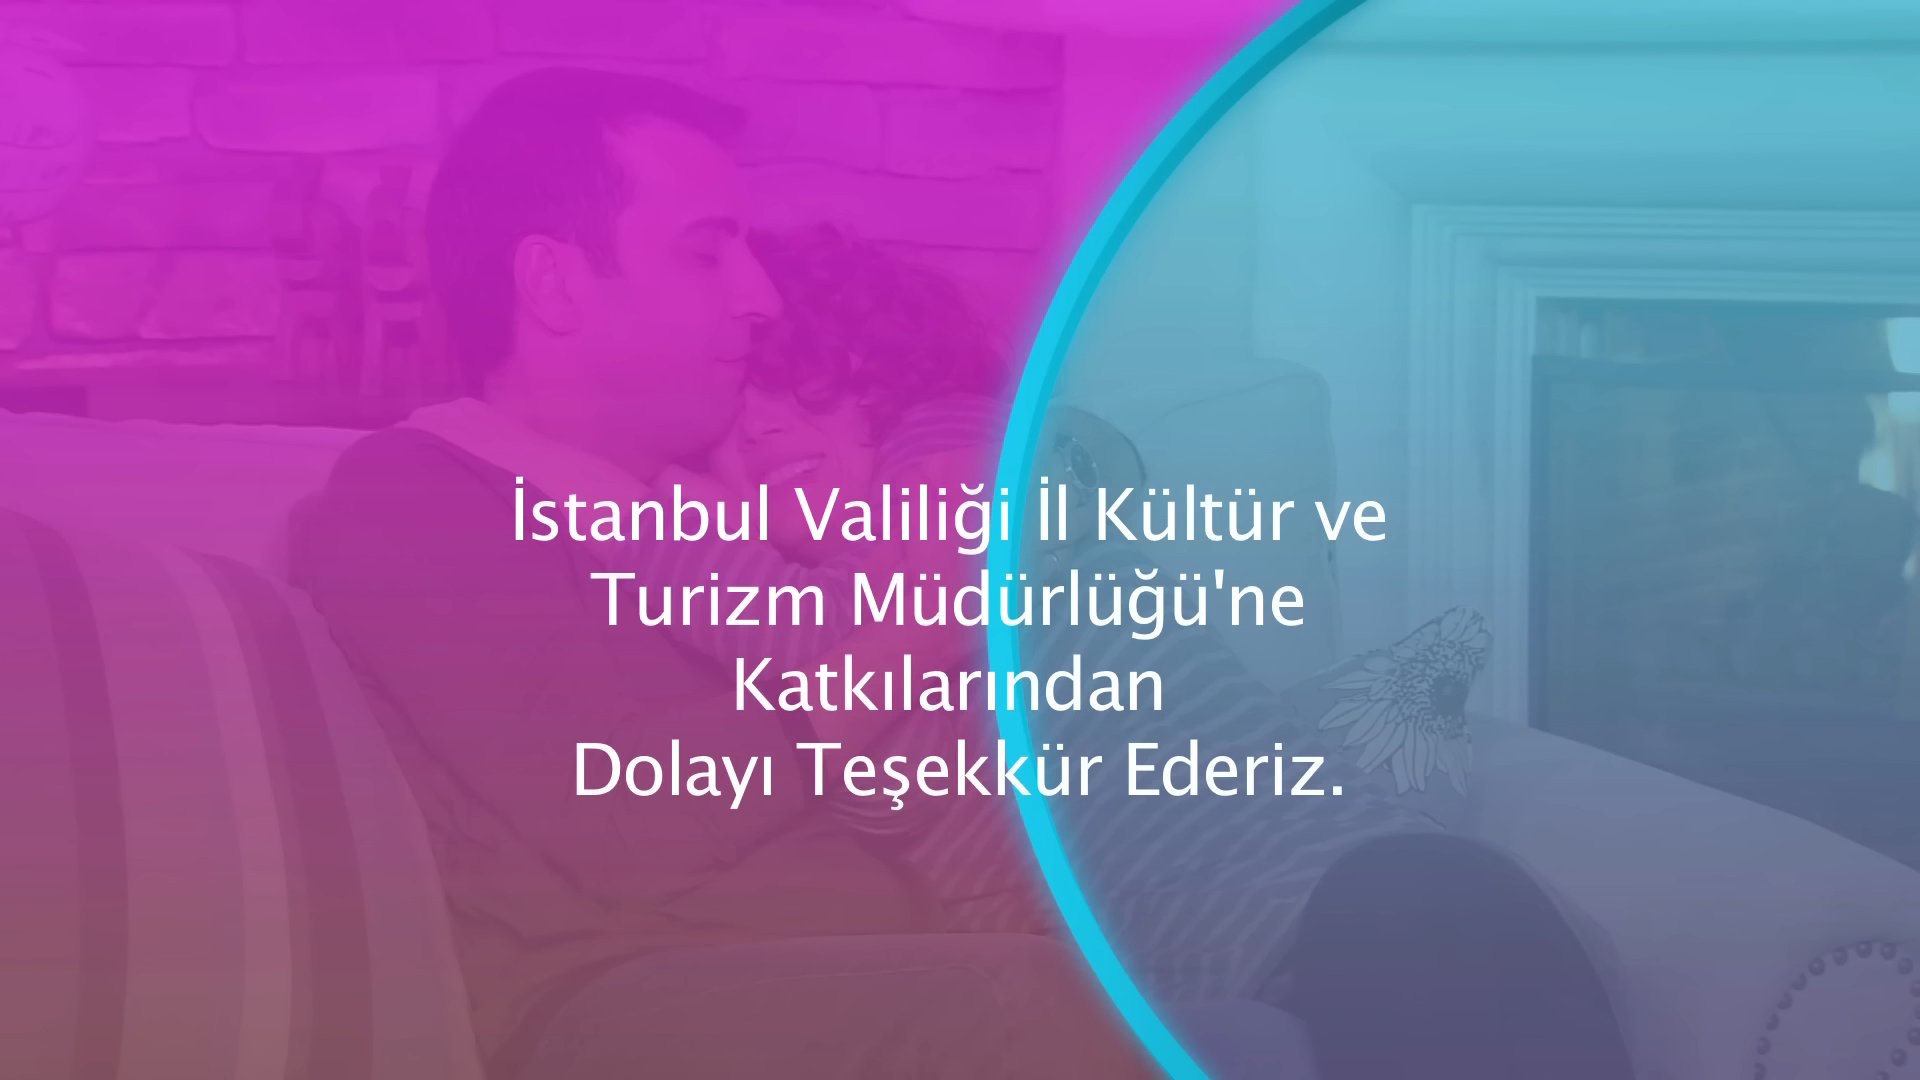 İstanbul Valiliği İl Kültür ve
Turizm Müdürlüğü'ne
Katkılarından
Dolayı Teşekkür Ederiz.